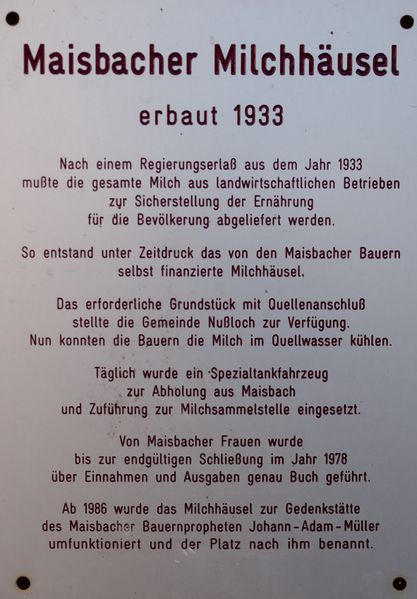 Maisbacher Milchhäusel
erbaut 1933
Nach einem Regierungserlaß aus dem Jahr 1933
mußte die gesamte Milch aus landwirtschaftlichen Betrieben
zur Sicherstellung der Ernährung
für die Bevölkerung abgeliefert werden.
So entstand unter Zeitdruck das von den Maisbacher Bauern
selbst finanzierte Milchhäusel.
Das erforderliche Grundstück mit Quellenanschluß
stellte die Gemeinde Nußloch zur Verfügung.
Nun konnten die Bauern die Milch im Quellwasser kühlen.
Täglich wurde ein Spezialtankfahrzeug
zur Abholung aus Maisbach
und Zuführung zur Milchsammelstelle eingesetzt.
Von Maisbacher Frauen wurde
bis zur endgültigen Schließung im Jahr 1978
über Einnahmen und Ausgaben genau Buch geführt.
Ab 1986 wurde das Milchhäusel zur Gedenkstätte
des Maisbacher Bauernpropheten Johann-Adam-Müller
umfunktioniert und der Platz nach ihm benannt.